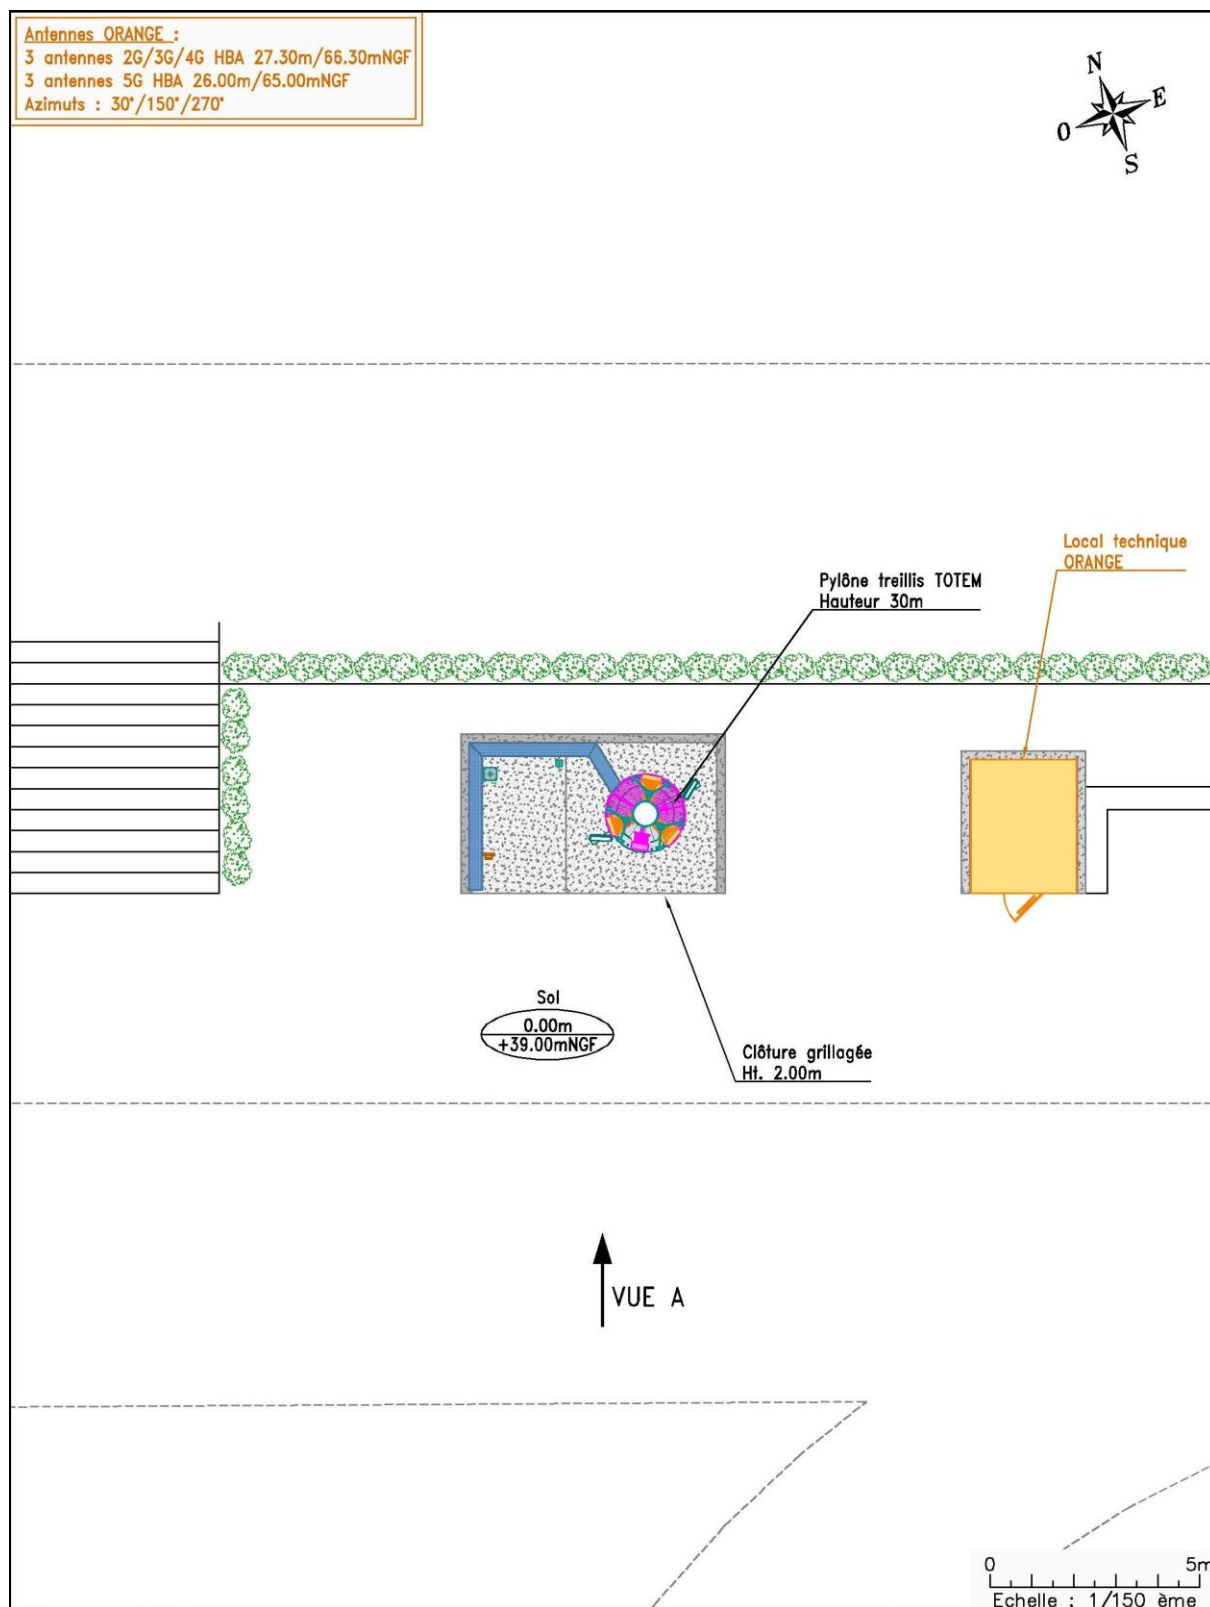 Antennes ORANGE :
3 antennes 2G/3G/4G HBA 27.30m/66.30mNGF
3 antennes 5G HBA 26.00m/65.00mNGF
Azimuts : 30°/150°/270°
N
E
O
S
Local technique
ORANGE
Pylône treillis TOTEM
Hauteur 30m
Sol
0.00m
+39.00mNGF
Clôture grillagée
Ht. 2.00m
VUE A
0 5m
Echelle : 1/150 ème